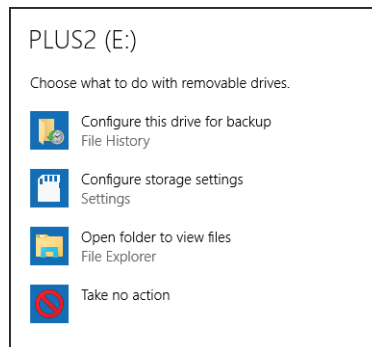 PLUS2 (E:)
Choose what to do with removable drives.
Configure this drive for backup
File History
Configure storage settings
Settings
Open folder to view files
File Explorer
Take no action